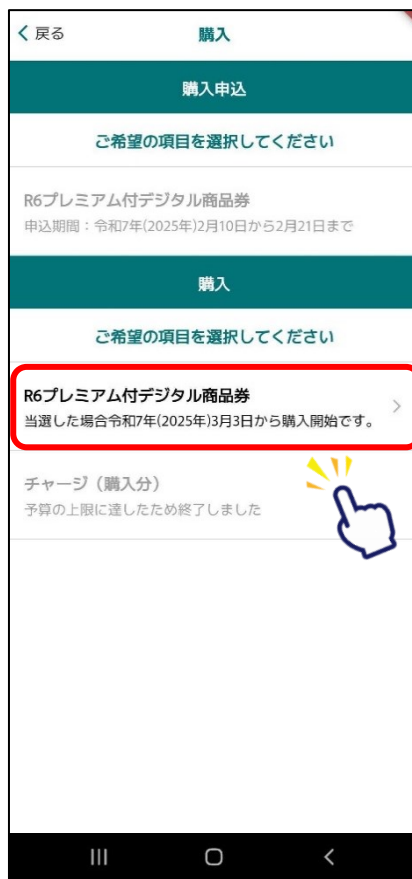 戻る
購入
購入申込
ご希望の項目を選択してください
R6プレミアム付デジタル商品券
申込期間：令和7年(2025年)2月10日から2月21日まで
購入
ご希望の項目を選択してください
R6プレミアム付デジタル商品券
当選した場合令和7年(2025年)3月3日から購入開始です。
チャージ（購入分）
予算の上限に達したため終了しました